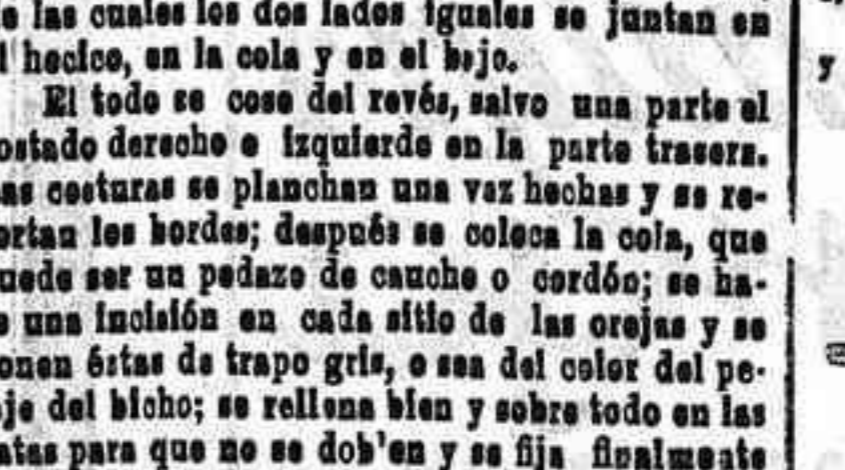 las cuales los dos lados iguales se juntan en
hocico, en la cola y en el bajo.
El todo se cose del revés, salvo una parte el
ostado derecho e izquierdo en la parte trasera.
as costuras se planchan una vez hechas y se re-
ortan los bordes; después se coloca la cola, que
uede ser un pedazo de caucho o cordón; se ha-
una incisión en cada sitio de las orejas y se
onen éstas de trapo gris, o sea del color del pe-
je del bicho; se rellena bien y sobre todo en las
atas para que no se dob'en y se fija finalmente
y